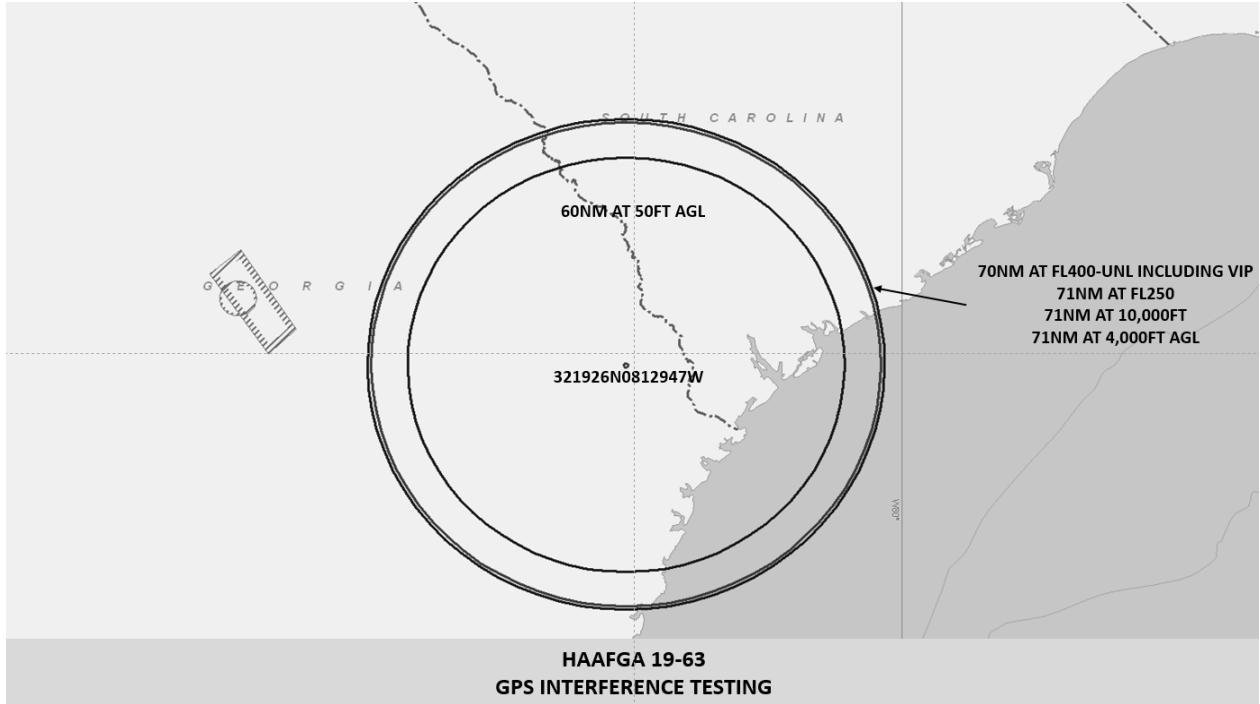 SOUTH CAROLINA
60NM AT 50FT AGL
GEORGIA
70NM AT FL400-UNL INCLUDING VIP
71NM AT FL250
71NM AT 10,000FT
71NM AT 4,000FT AGL
321926N0812947W
W80°
HAAFGA 19-63
GPS INTERFERENCE TESTING